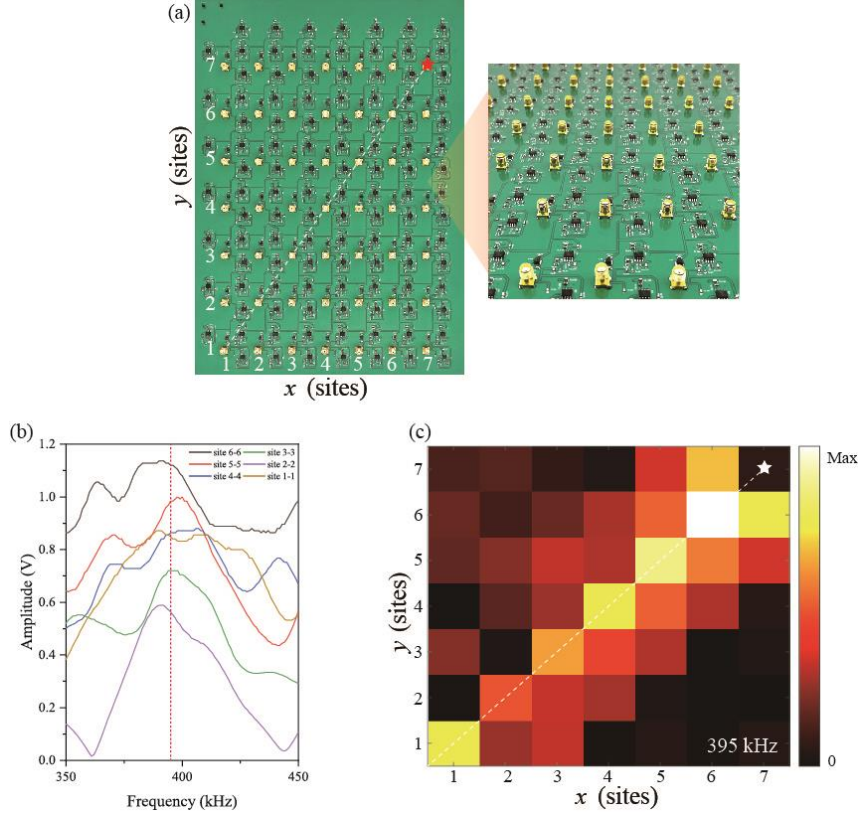 (a)
7
6
5
4
3
2
1
y (sites)
1 2 3 4 5 6 7
x (sites)
(b)
1.2
1.0
0.8
0.6
0.4
0.2
0.0
Amplitude (V)
site 6-6 site 3-3
site 5-5 site 2-2
site 4-4 site 1-1
350 400 450
Frequency (kHz)
(c)
7
6
5
4
3
2
1
y (sites)
395 kHz
1 2 3 4 5 6 7
x (sites)
Max
0